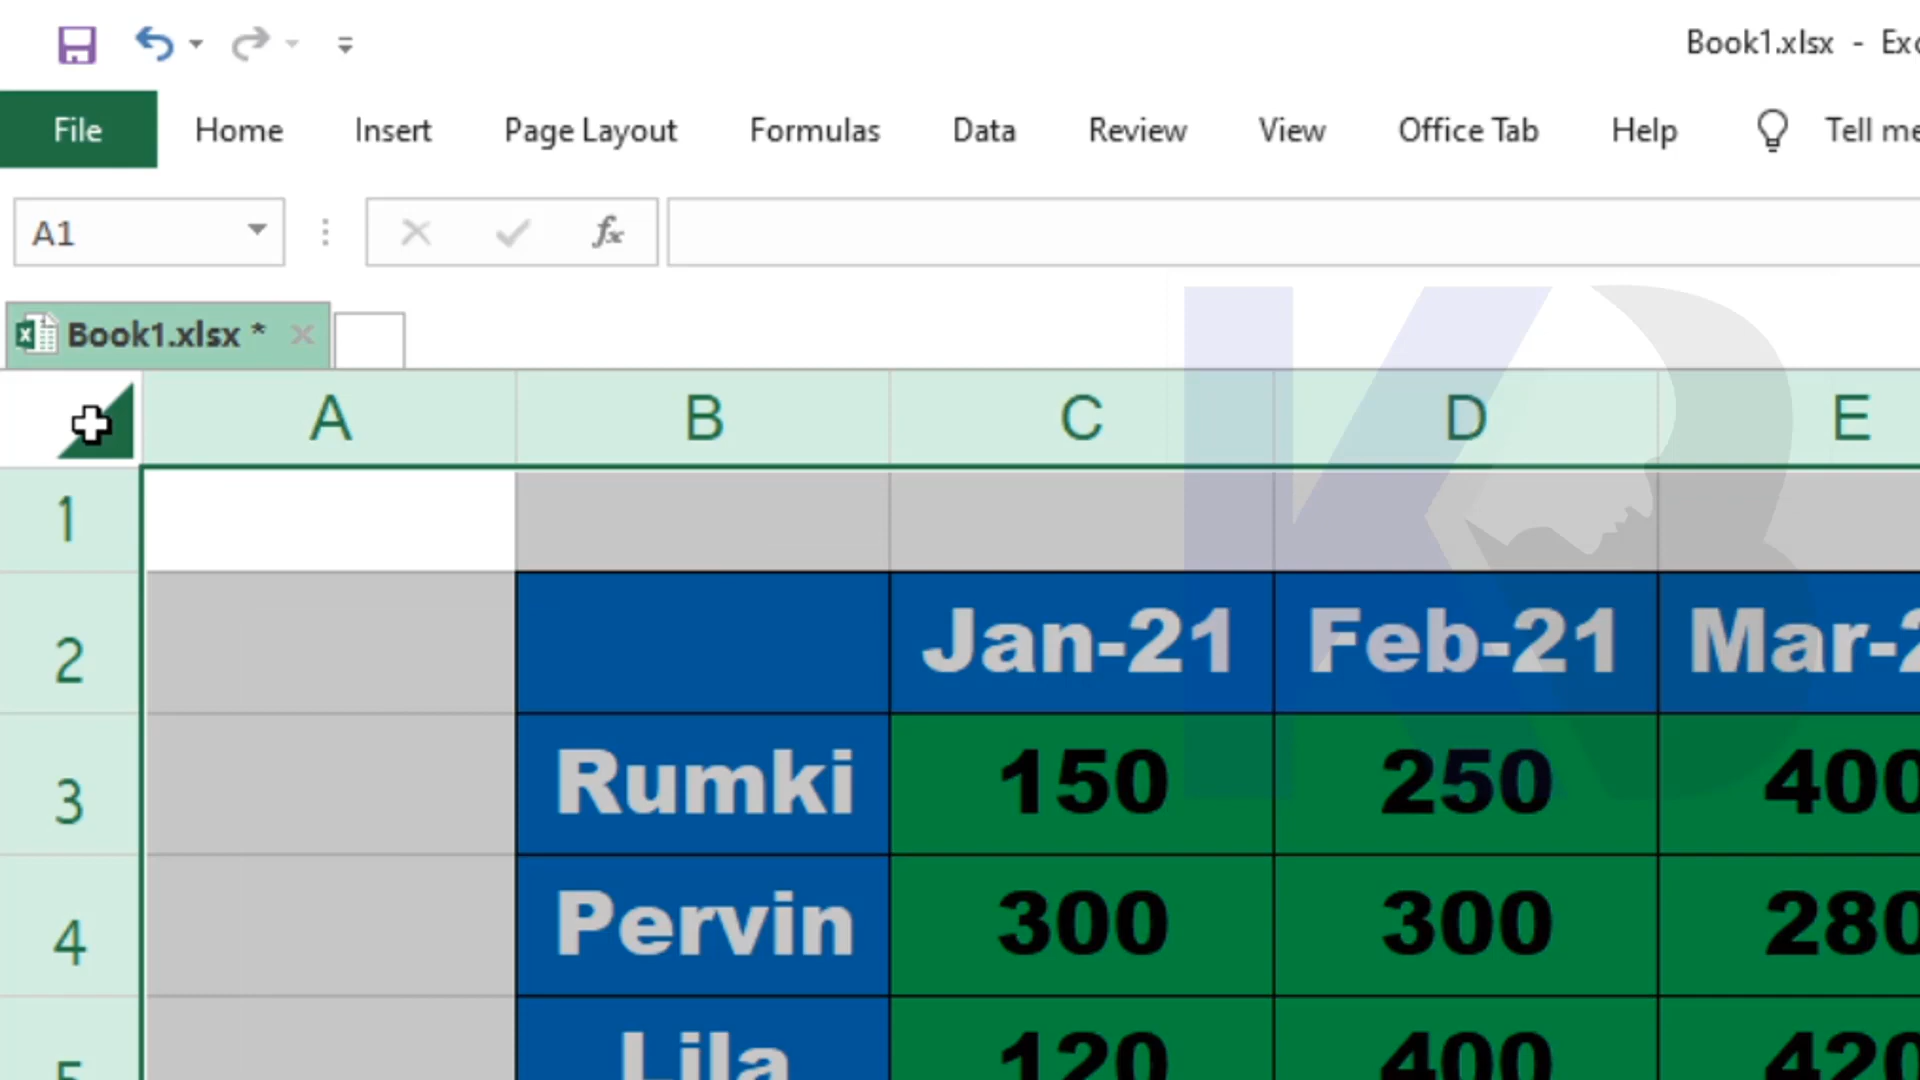 Book1.xlsx - Exc
File Home Insert Page Layout Formulas Data Review View Office Tab Help Tell me
A1 fx
Book1.xlsx *
A B C D E
1
2 Jan-21 Feb-21 Mar-2
3 Rumki 150 250 400
4 Pervin 300 300 280
5 Lila 120 400 420